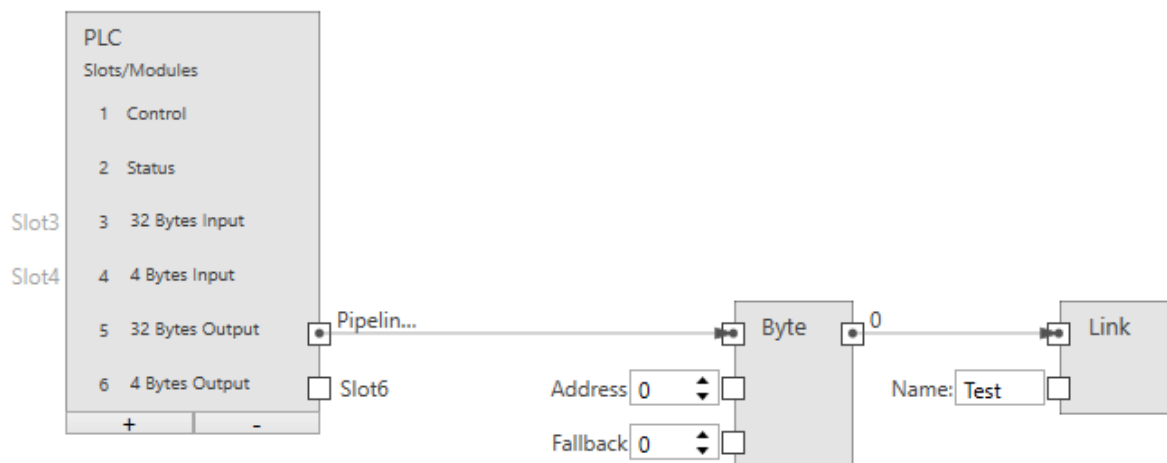 PLC
Slots/Modules
1 Control
2 Status
Slot3 3 32 Bytes Input
Slot4 4 4 Bytes Input
5 32 Bytes Output Pipelin... Byte 0 Link
6 4 Bytes Output Slot6 Address 0 Name: Test
+ -
Fallback 0